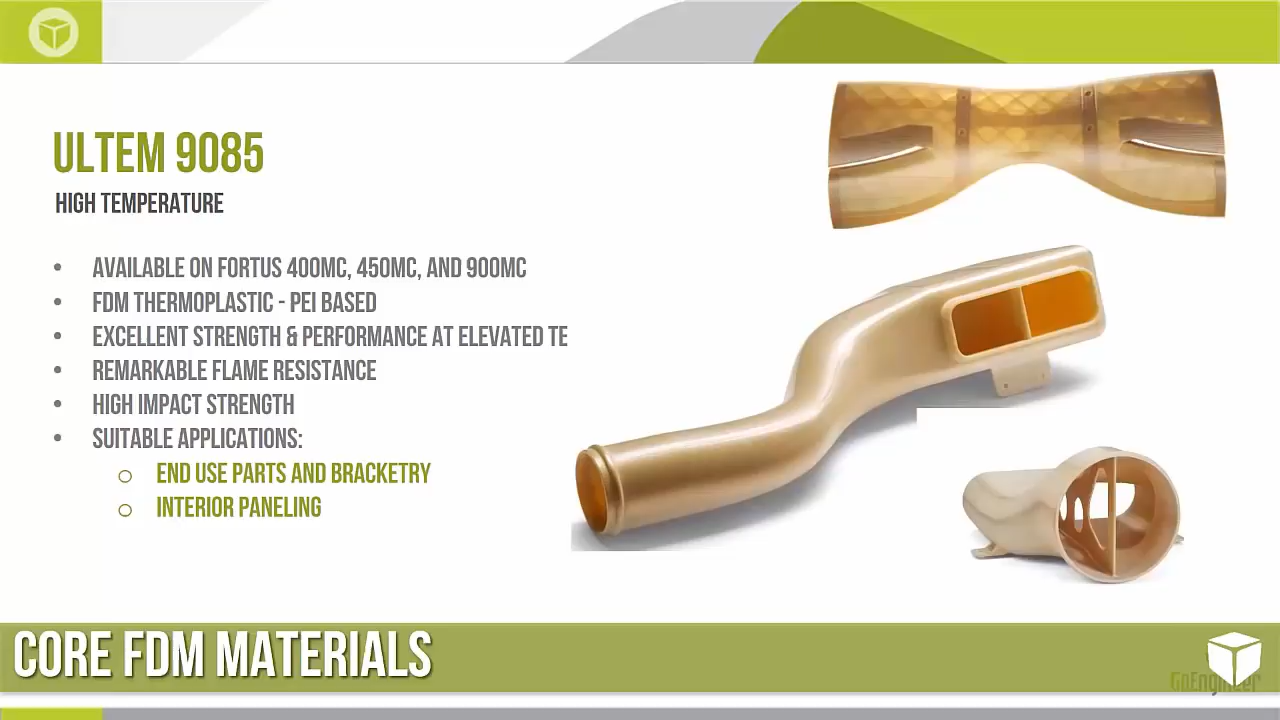 ULTEM 9085
HIGH TEMPERATURE
• AVAILABLE ON FORTUS 400MC, 450MC, AND 900MC
• FDM THERMOPLASTIC - PEI BASED
• EXCELLENT STRENGTH & PERFORMANCE AT ELEVATED TE
• REMARKABLE FLAME RESISTANCE
• HIGH IMPACT STRENGTH
• SUITABLE APPLICATIONS:
o END USE PARTS AND BRACKETRY
o INTERIOR PANELING
CORE FDM MATERIALS
GoEngineer